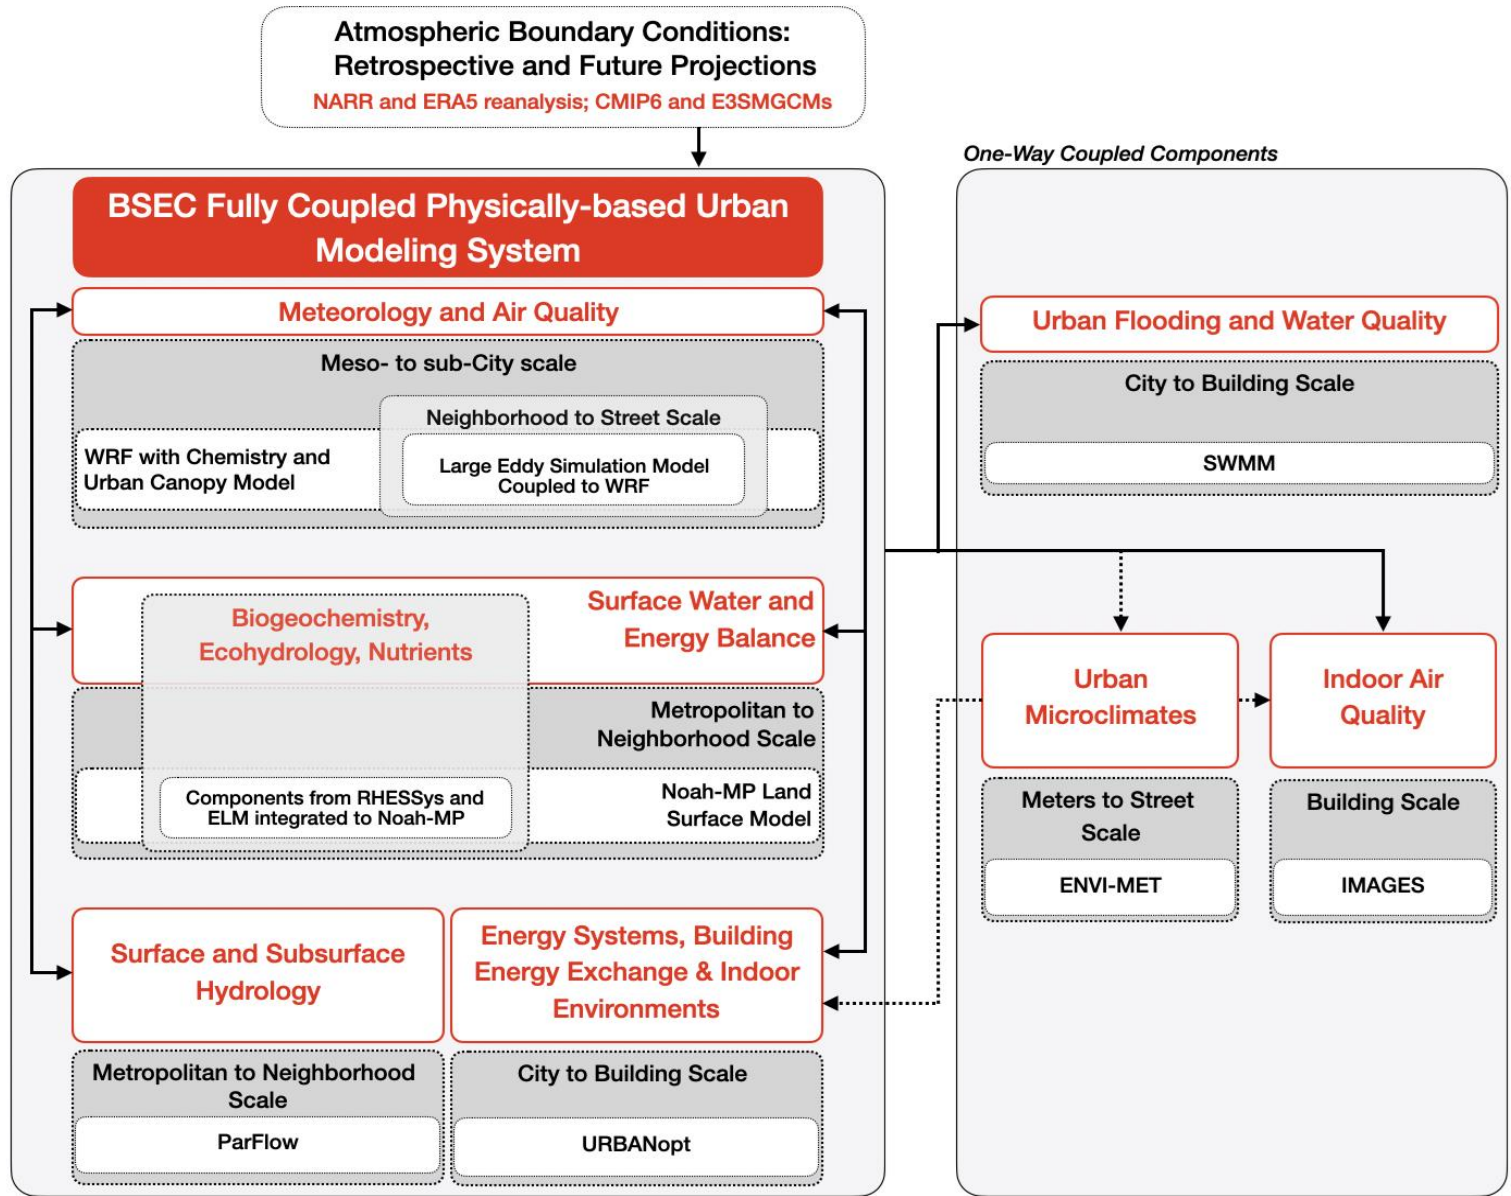 Atmospheric Boundary Conditions:
Retrospective and Future Projections
NARR and ERA5 reanalysis; CMIP6 and E3SMGCMs
BSEC Fully Coupled Physically-based Urban
Modeling System
Meteorology and Air Quality
Meso- to sub-City scale
Neighborhood to Street Scale
WRF with Chemistry and
Urban Canopy Model
Large Eddy Simulation Model
Coupled to WRF
Biogeochemistry,
Ecohydrology, Nutrients
Surface Water and
Energy Balance
Metropolitan to
Neighborhood Scale
Components from RHESSys and
ELM integrated to Noah-MP
Noah-MP Land
Surface Model
Surface and Subsurface
Hydrology
Metropolitan to Neighborhood
Scale
ParFlow
Energy Systems, Building
Energy Exchange & Indoor
Environments
City to Building Scale
URBANopt
One-Way Coupled Components
Urban Flooding and Water Quality
City to Building Scale
SWMM
Urban
Microclimates
Meters to Street
Scale
ENVI-MET
Indoor Air
Quality
Building Scale
IMAGES